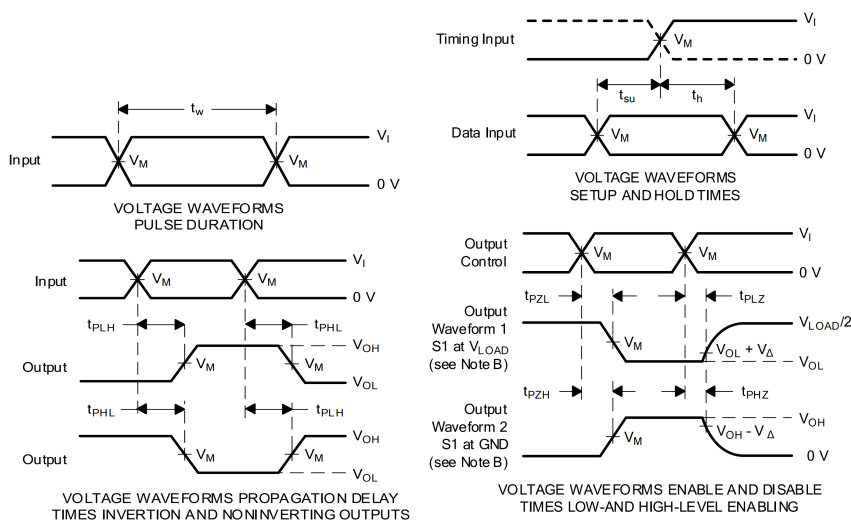 t_w
Input
V_M
V_M
V_I
0 V
VOLTAGE WAVEFORMS
PULSE DURATION
Timing Input
V_M
V_I
0 V
t_su
t_h
Data Input
V_M
V_M
V_I
0 V
VOLTAGE WAVEFORMS
SETUP AND HOLD TIMES
Input
V_M
V_M
V_I
0 V
t_PLH
t_PHL
Output
V_M
V_M
V_OH
V_OL
t_PHL
t_PLH
Output
V_M
V_M
V_OH
V_OL
VOLTAGE WAVEFORMS PROPAGATION DELAY
TIMES INVERTION AND NONINVERTING OUTPUTS
Output
Control
V_M
V_M
V_I
0 V
t_PZL
t_PLZ
Output
Waveform 1
S1 at V_LOAD
(see Note B)
V_M
V_LOAD/2
V_OL + V_Δ
V_OL
t_PZH
t_PHZ
Output
Waveform 2
S1 at GND
(see Note B)
V_M
V_OH
V_OH - V_Δ
0 V
VOLTAGE WAVEFORMS ENABLE AND DISABLE
TIMES LOW-AND HIGH-LEVEL ENABLING